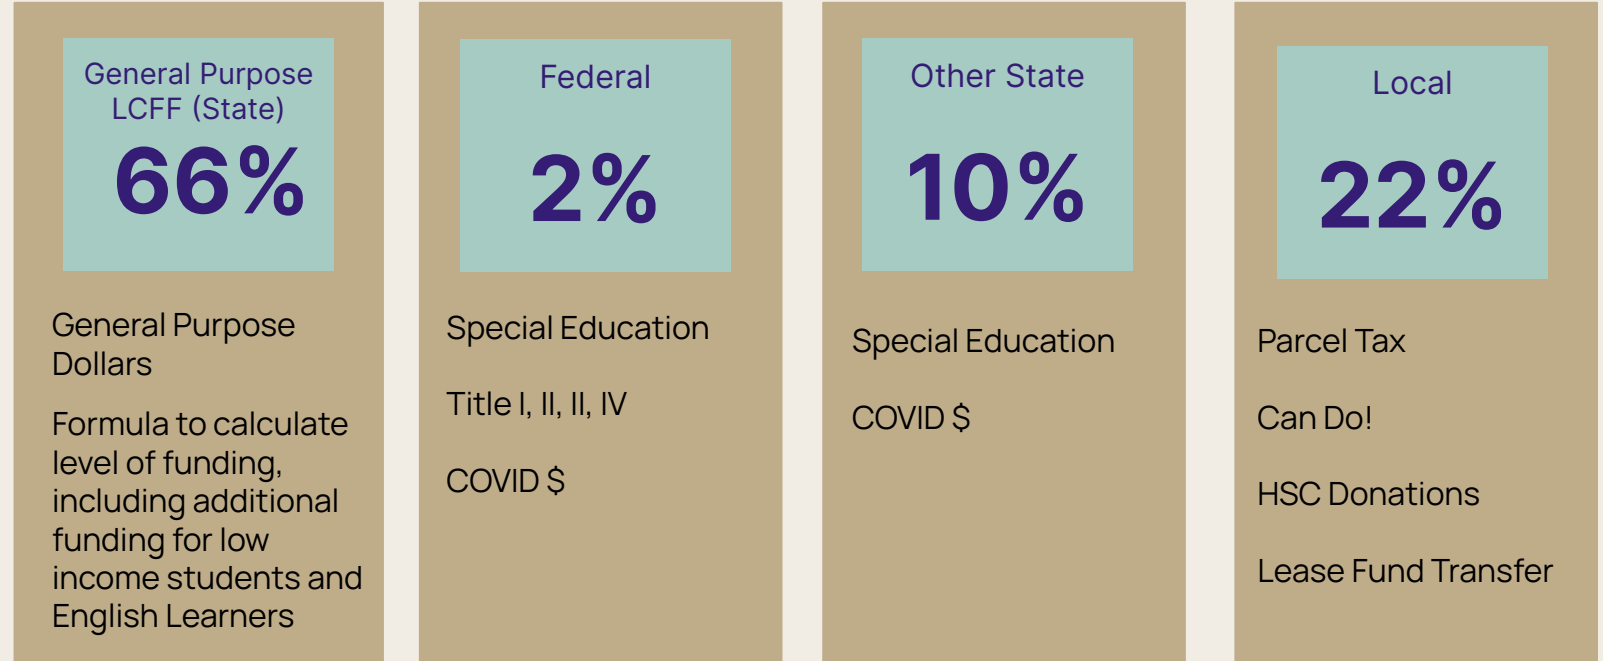 General Purpose
LCFF (State)
66%
General Purpose
Dollars
Formula to calculate
level of funding,
including additional
funding for low
income students and
English Learners
Federal
2%
Special Education
Title I, II, II, IV
COVID $
Other State
10%
Special Education
COVID $
Local
22%
Parcel Tax
Can Do!
HSC Donations
Lease Fund Transfer